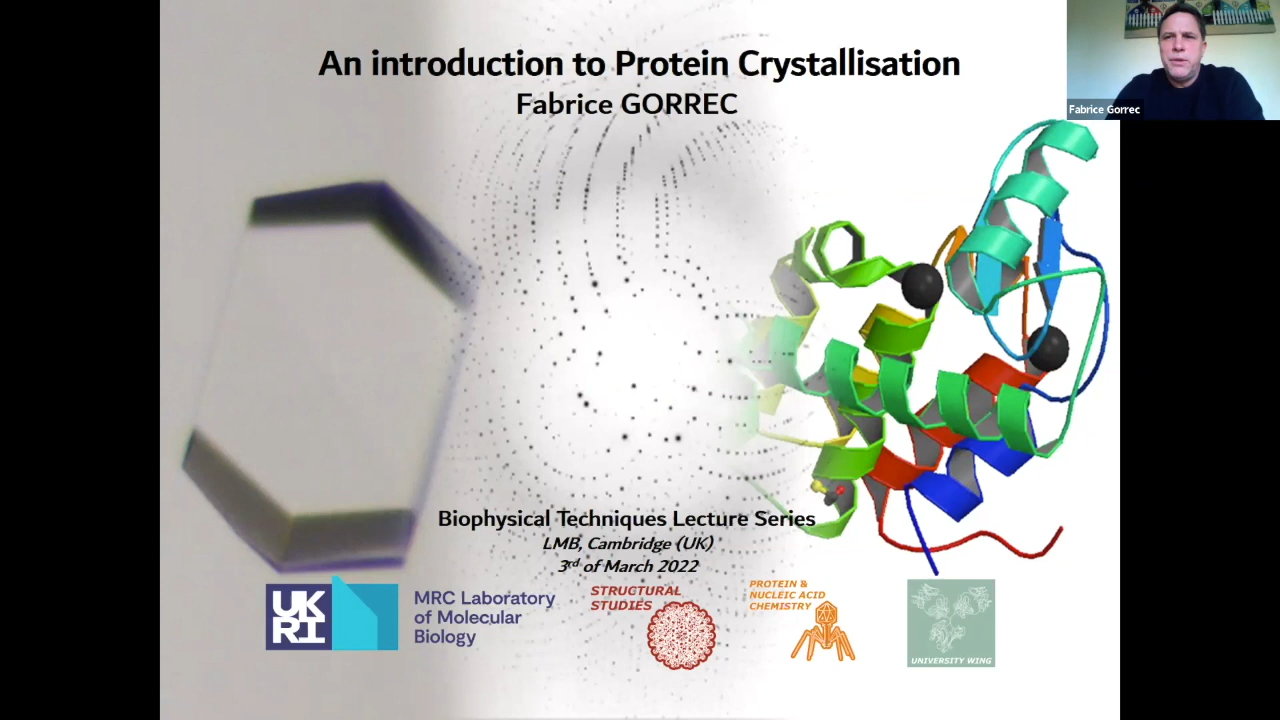 An introduction to Protein Crystallisation
Fabrice GORREC
Fabrice Gorrec
Biophysical Techniques Lecture Series
LMB, Cambridge (UK)
3rd of March 2022
UK
RI
MRC Laboratory
of Molecular
Biology
STRUCTURAL
STUDIES
PROTEIN &
NUCLEIC ACID
CHEMISTRY
UNIVERSITY WING